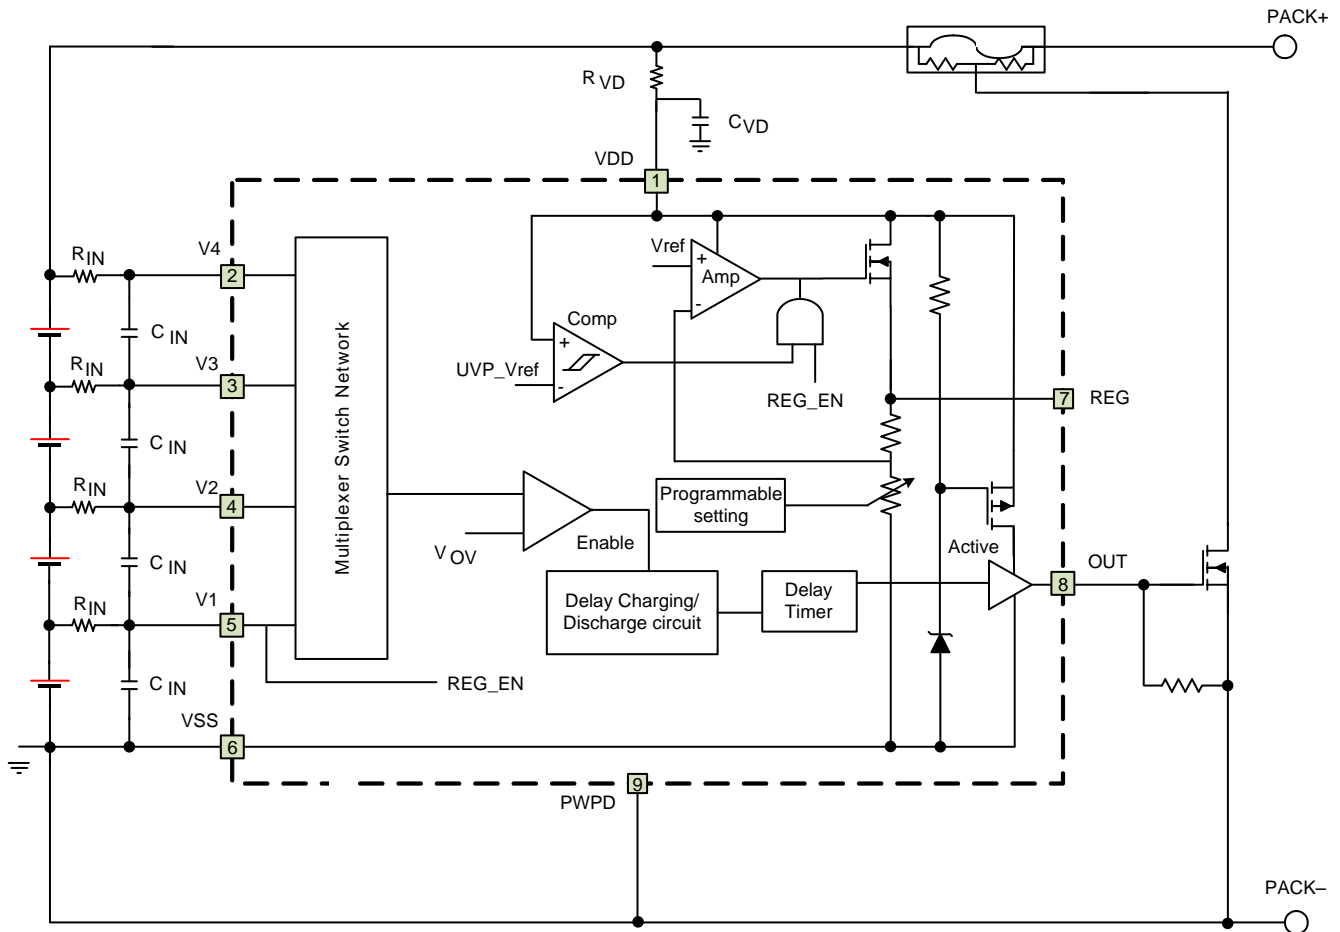 PACK+
R VD
C VD
VDD
1
R IN
V4
2
Vref
+
Amp
-
C IN
Comp
+
UVP_Vref
-
R IN
V3
3
REG_EN
7
REG
Multiplexer Switch Network
C IN
R IN
V2
4
Programmable
setting
V OV
Enable
Active
OUT
8
C IN
Delay Charging/
Discharge circuit
Delay
Timer
R IN
V1
5
C IN
REG_EN
VSS
6
9
PWPD
PACK–